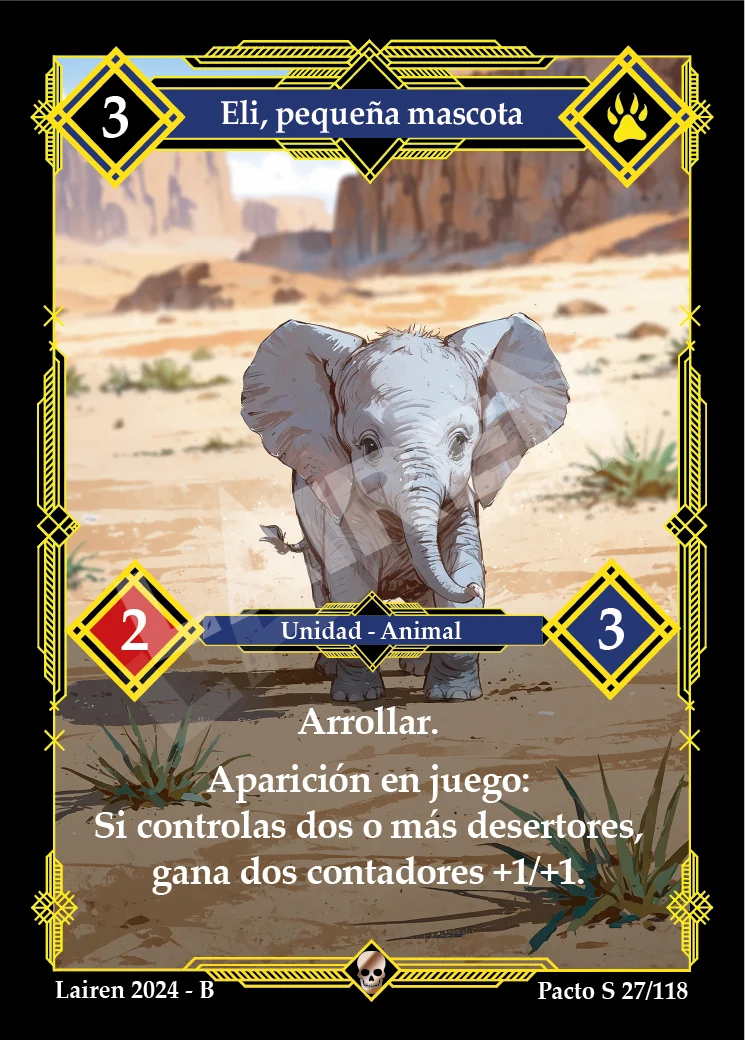 3
Eli, pequeña mascota
2
Unidad - Animal
3
Arrollar.
Aparición en juego:
Si controlas dos o más desertores,
gana dos contadores +1/+1.
Lairen 2024 - B
Pacto S 27/118